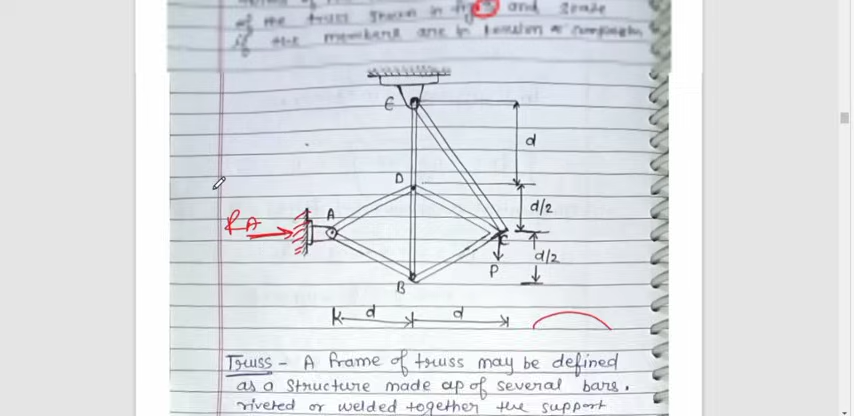 of the truss shown in fig and state
if the members are in tension or compression
E
d
D
d/2
A
RA
C
d/2
P
B
d
d
Truss - A frame of truss may be defined
as a structure made up of several bars,
riveted or welded together the support